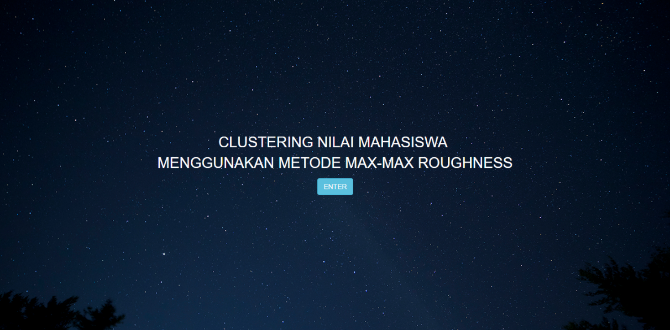 CLUSTERING NILAI MAHASISWA
MENGGUNAKAN METODE MAX-MAX ROUGHNESS
ENTER